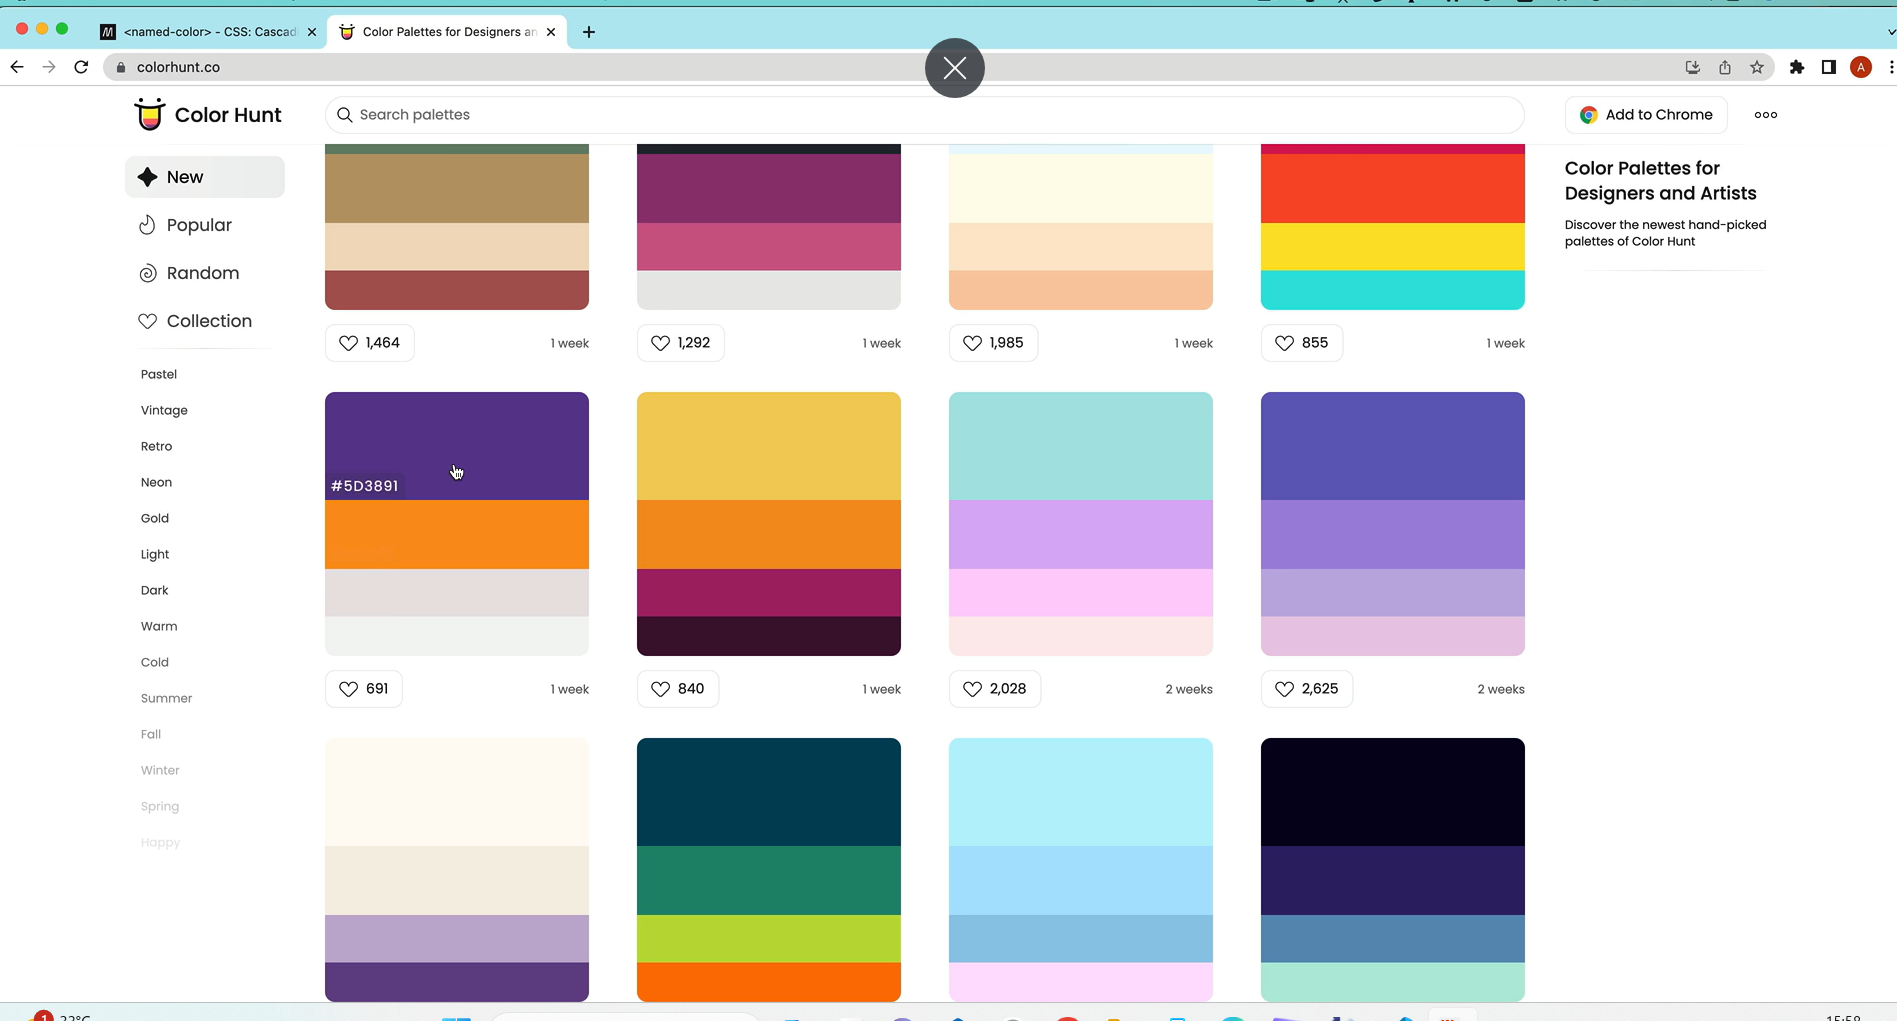 <named-color> - CSS: Cascad
Color Palettes for Designers an
colorhunt.co
A
Color Hunt
Search palettes
Add to Chrome
New
Popular
Random
Collection
Pastel
Vintage
Retro
Neon
Gold
Light
Dark
Warm
Cold
Summer
Fall
Winter
Spring
Happy
Color Palettes for
Designers and Artists
Discover the newest hand-picked
palettes of Color Hunt
1,464
1 week
1,292
1 week
1,985
1 week
855
1 week
#5D3891
691
1 week
840
1 week
2,028
2 weeks
2,625
2 weeks
1